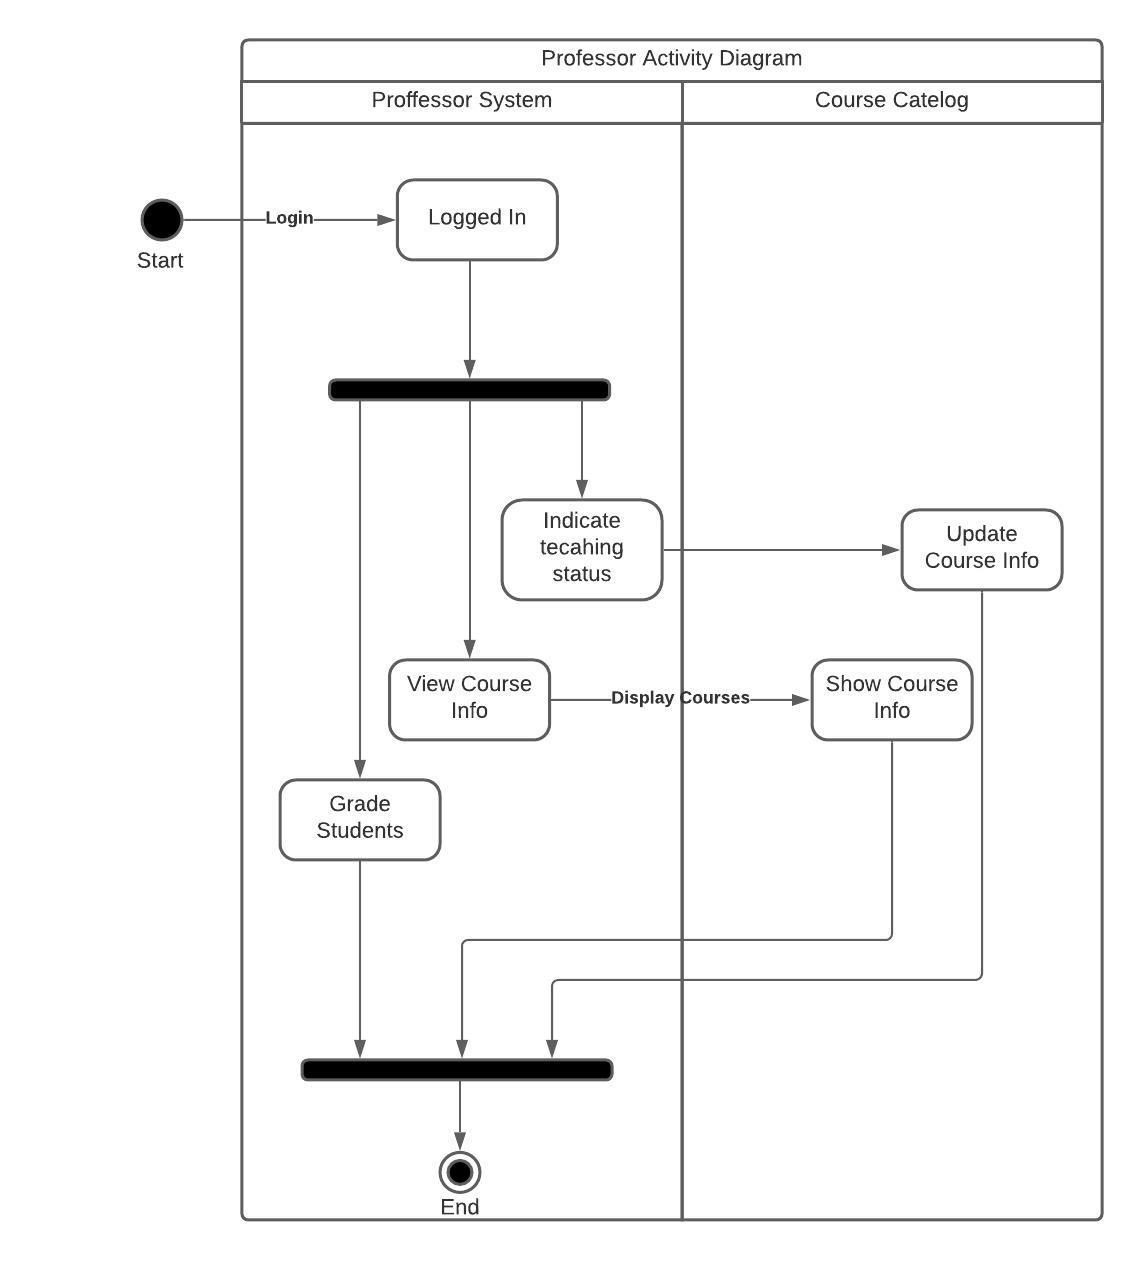 Professor Activity Diagram
Proffessor System
Course Catelog
Login
Logged In
Start
Indicate
tecahing
status
Update
Course Info
View Course
Info
Display Courses
Show Course
Info
Grade
Students
End